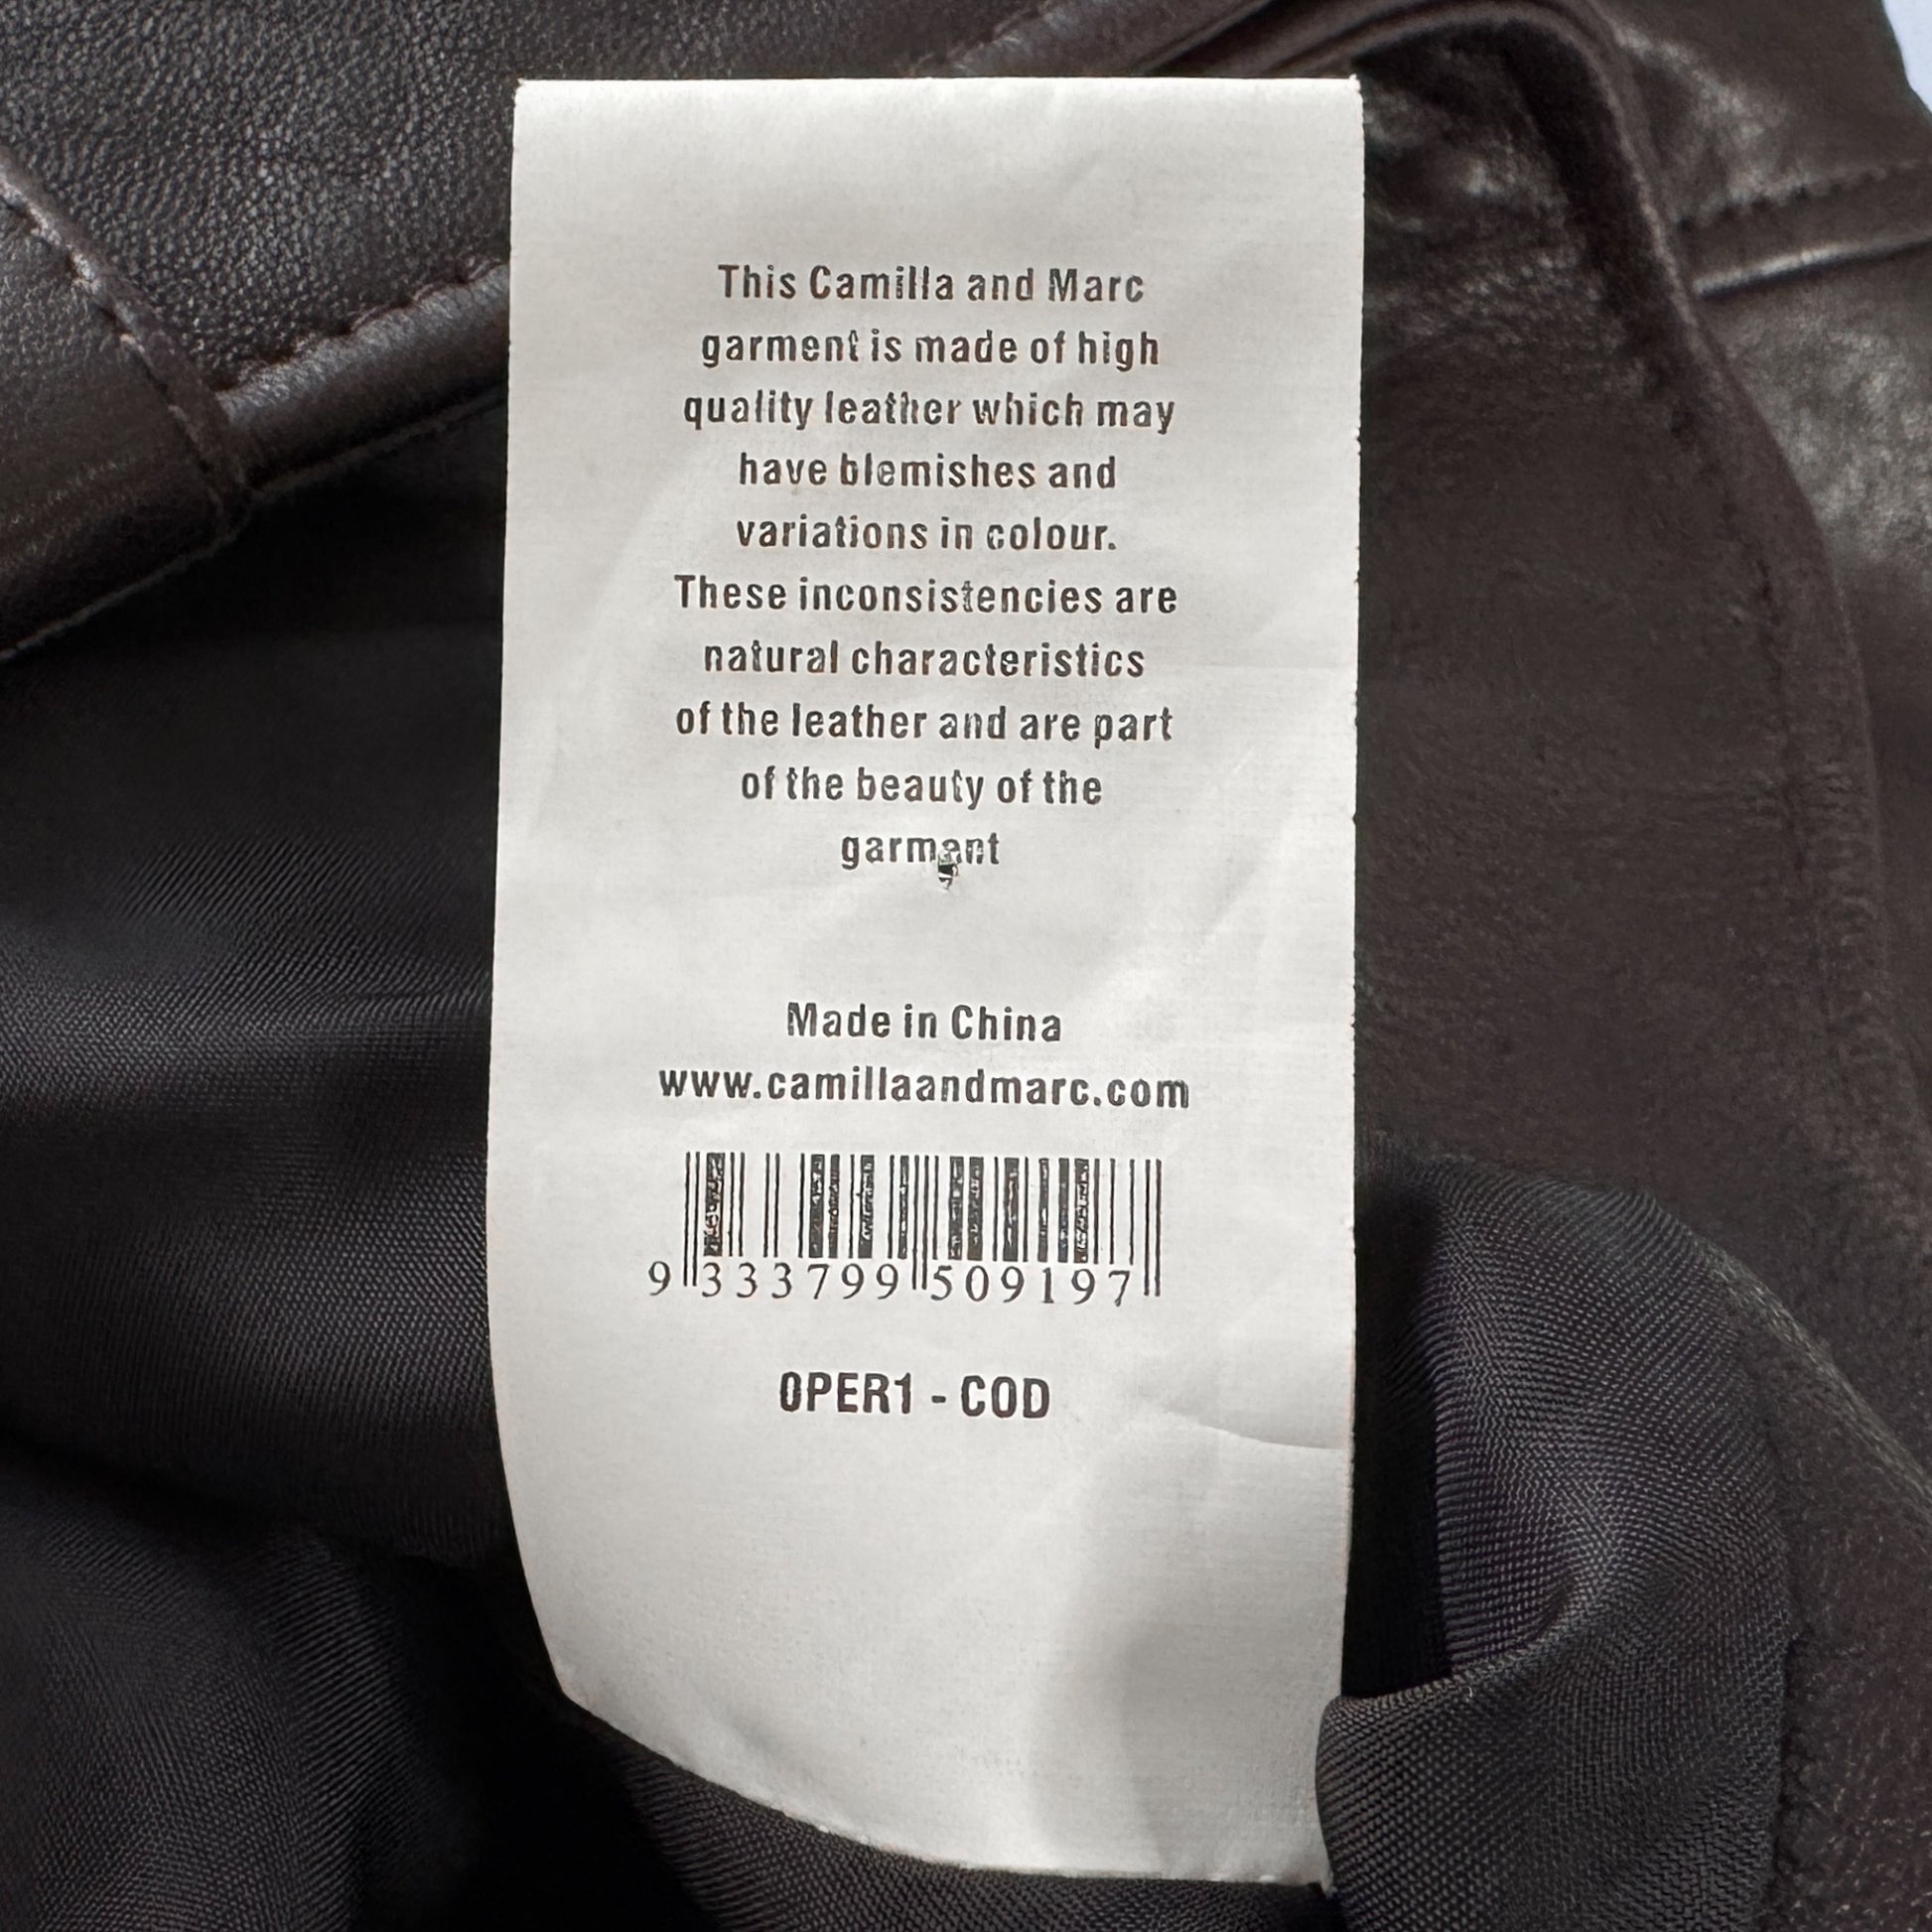 This Camilla and Marc
garment is made of high
quality leather which may
have blemishes and
variations in colour.
These inconsistencies are
natural characteristics
of the leather and are part
of the beauty of the
garment
Made in China
www.camillaandmarc.com
9 333799 509197
0PER1 - COD